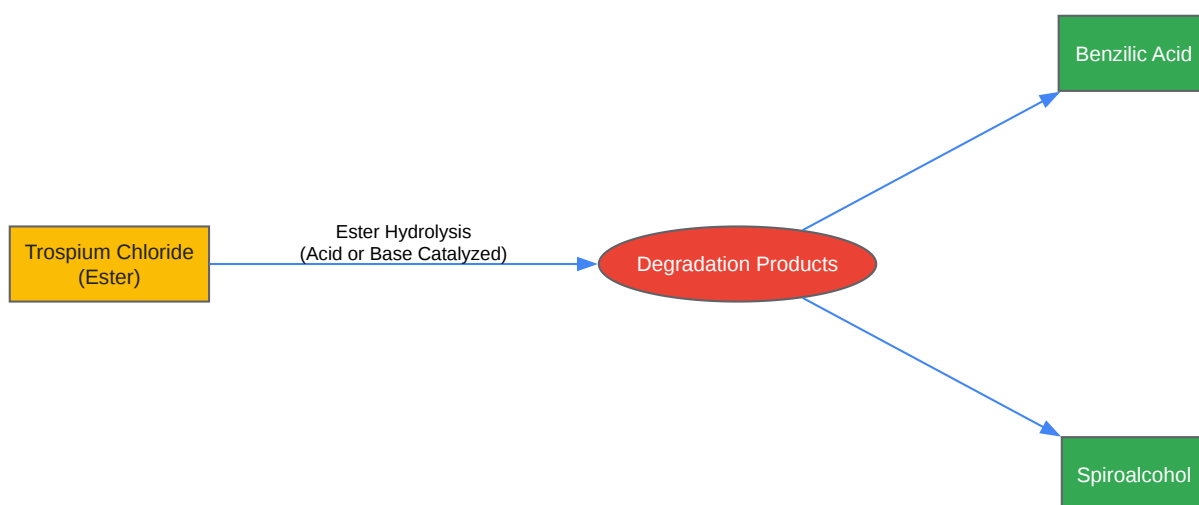 Benzilic Acid
Ester Hydrolysis
(Acid or Base Catalyzed)
Trospium Chloride
(Ester)
Degradation Products
Spiroalcohol